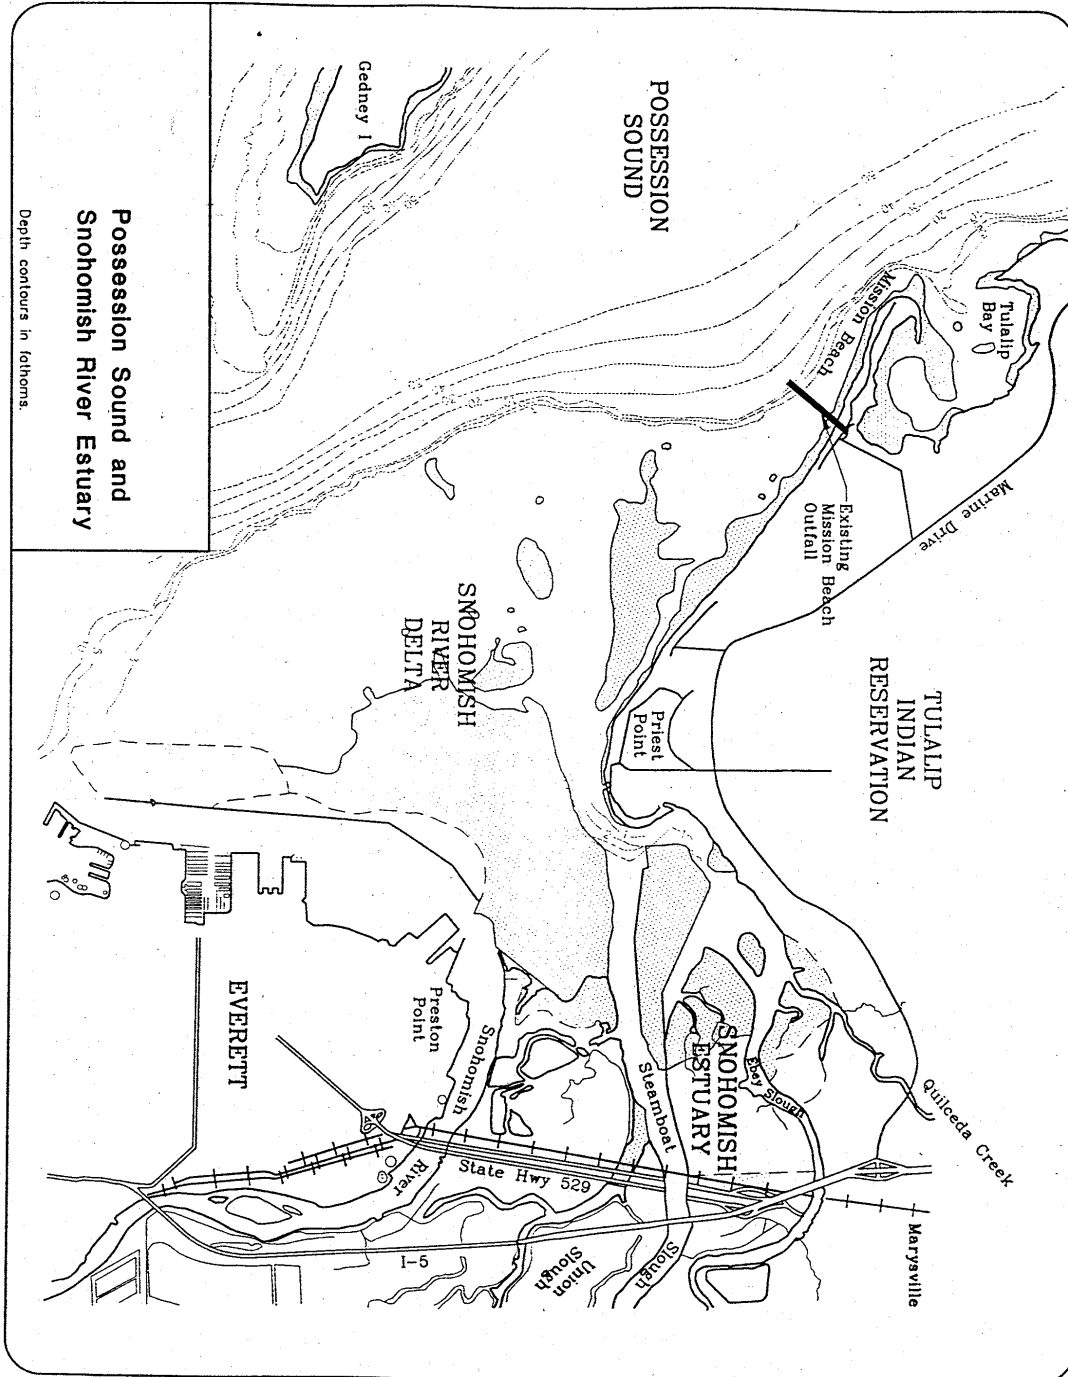 POSSESSION
SOUND
Gedney I
Tulalip
Bay
Mission Beach
Marine Drive
Existing
Mission Beach
Outfall
TULALIP
INDIAN
RESERVATION
Priest
Point
SNOHOMISH
RIVER
DELTA
Quilceda Creek
Ebey Slough
SNOHOMISH
ESTUARY
Steamboat
Slough
Marysville
State Hwy 529
Union
Slough
I-5
Snohomish
River
Preston
Point
EVERETT
Possession Sound and
Snohomish River Estuary
Depth contours in fathoms.